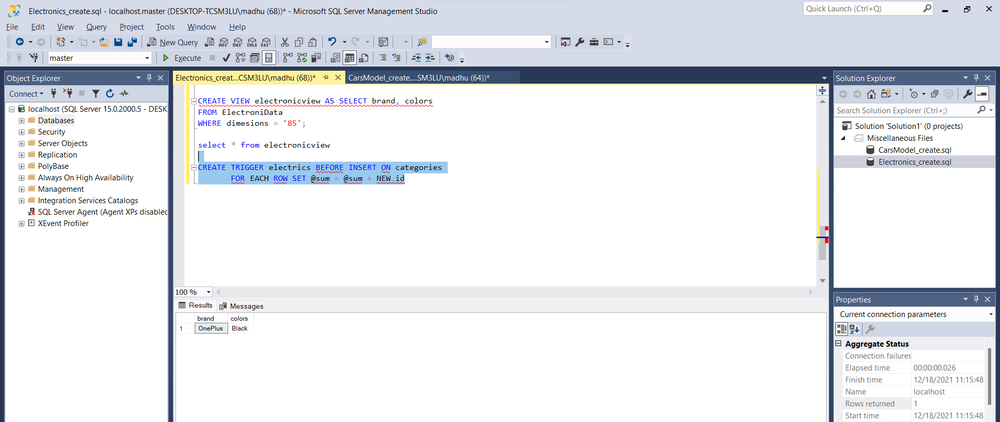 Electronics_create.sql - localhost.master (DESKTOP-TCSM3LU\madhu (68))* - Microsoft SQL Server Management Studio
Quick Launch (Ctrl+Q)
File Edit View Query Project Tools Window Help
New Query
MDX DMX XMLA DAX
master
Execute
Object Explorer
Connect
localhost (SQL Server 15.0.2000.5 - DESK
Databases
Security
Server Objects
Replication
PolyBase
Always On High Availability
Management
Integration Services Catalogs
SQL Server Agent (Agent XPs disabled
XEvent Profiler
Electronics_creat...CSM3LU\madhu (68))*
CarsModel_create....SM3LU\madhu (64))*
CREATE VIEW electronicview AS SELECT brand, colors
FROM ElectroniData
WHERE dimesions = '85';
select * from electronicview
CREATE TRIGGER electrics BEFORE INSERT ON categories
FOR EACH ROW SET @sum = @sum + NEW.id
100 %
Results Messages
brand colors
1 OnePlus Black
Solution Explorer
Search Solution Explorer (Ctrl+;)
Solution 'Solution1' (0 projects)
Miscellaneous Files
CarsModel_create.sql
Electronics_create.sql
Properties
Current connection parameters
Aggregate Status
Connection failures
Elapsed time 00:00:00.026
Finish time 12/18/2021 11:15:48
Name localhost
Rows returned 1
Start time 12/18/2021 11:15:48